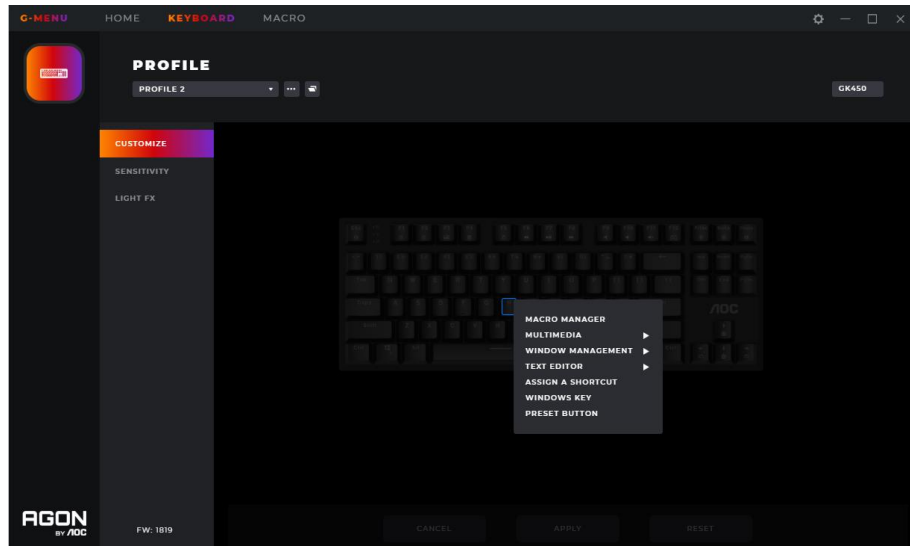 G-MENU HOME KEYBOARD MACRO
PROFILE
PROFILE 2
GK450
CUSTOMIZE
SENSITIVITY
LIGHT FX
AOC
MACRO MANAGER
MULTIMEDIA
WINDOW MANAGEMENT
TEXT EDITOR
ASSIGN A SHORTCUT
WINDOWS KEY
PRESET BUTTON
AGON
BY AOC
FW: 1819
CANCEL APPLY RESET